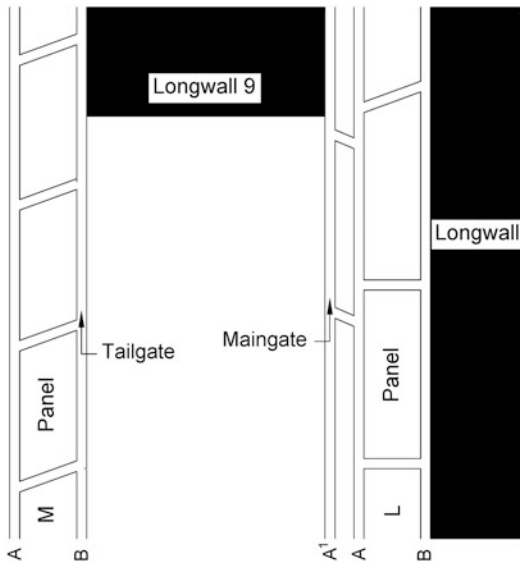 Longwall 9
Longwall
Tailgate
Maingate
Panel
M
Panel
L
A
B
A¹
A
B